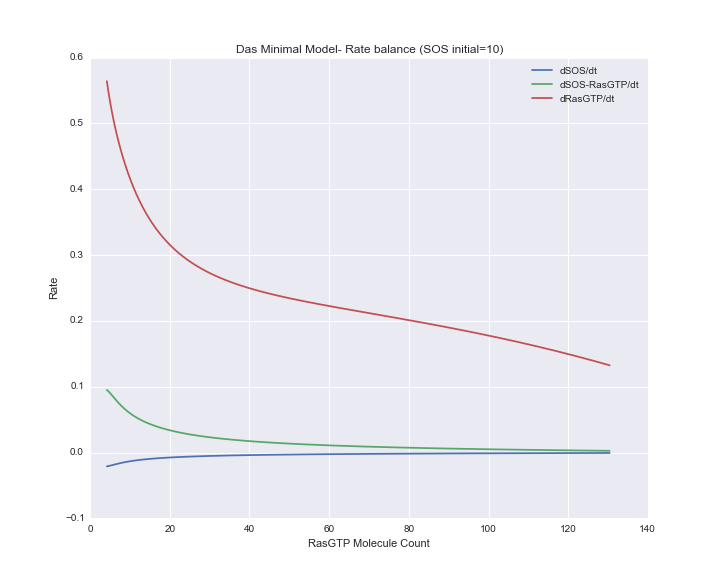 Das Minimal Model- Rate balance (SOS initial=10)
0.6
0.5
0.4
0.3
0.2
0.1
0.0
−0.1
Rate
dSOS/dt
dSOS-RasGTP/dt
dRasGTP/dt
0 20 40 60 80 100 120 140
RasGTP Molecule Count